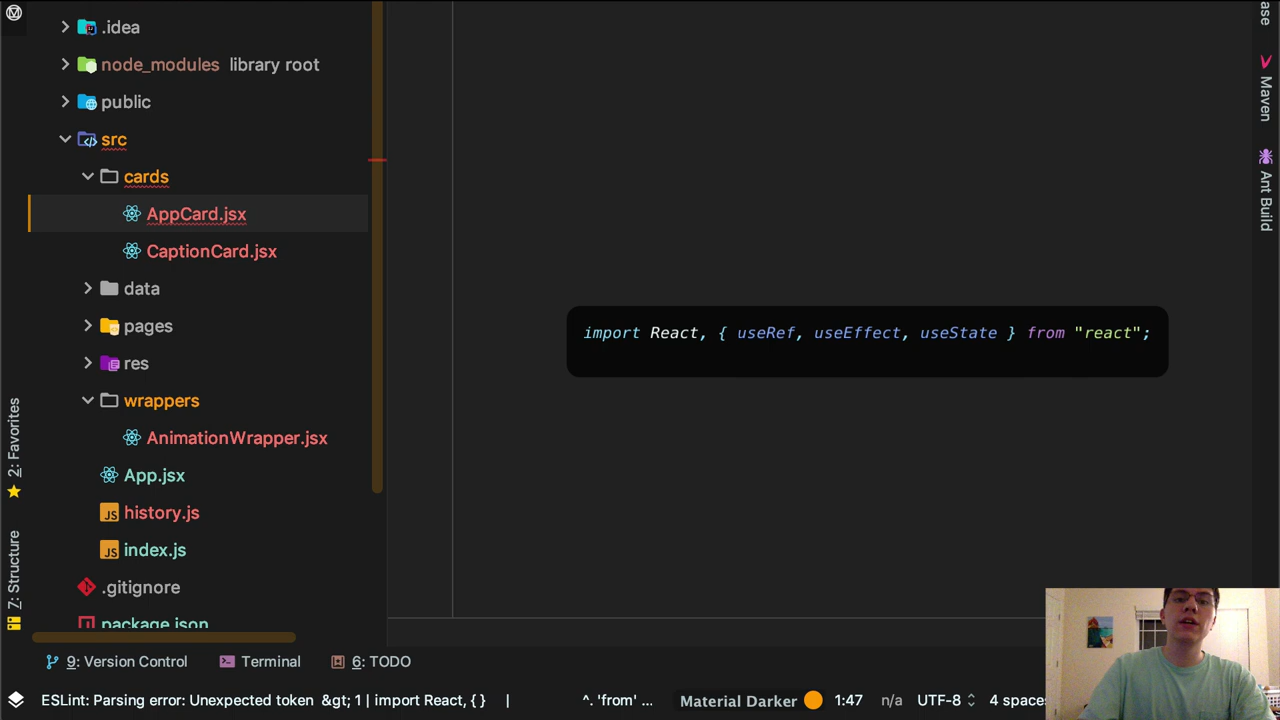 .idea
node_modules library root
public
src
cards
AppCard.jsx
CaptionCard.jsx
data
pages
res
wrappers
AnimationWrapper.jsx
App.jsx
history.js
index.js
.gitignore
package.json
2: Favorites
7: Structure
import React, { useRef, useEffect, useState } from "react";
ase
Maven
Ant Build
9: Version Control
Terminal
6: TODO
ESLint: Parsing error: Unexpected token &gt; 1 | import React, { } | ^. 'from' ...
Material Darker
1:47
n/a
UTF-8
4 spaces